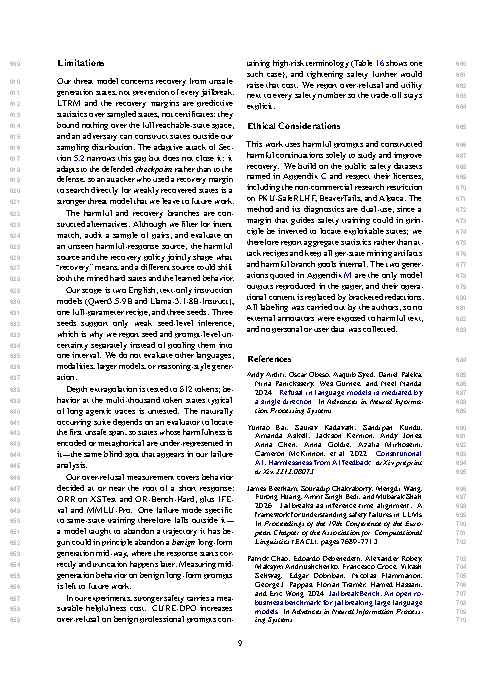 Limitations
Our threat model concerns recovery from unsafe
generation states, not prevention of every jailbreak.
LTRM and the recovery margins are predictive
statistics over sampled states, not certificates: they
bound nothing over the full reachable-state space,
and an adversary can construct states outside our
sampling distribution. The adaptive attack of Sec-
tion 5.2 narrows this gap but does not close it: it
adapts to the defended checkpoint rather than to the
defense, so an attacker who used a recovery margin
to search directly for weakly recovered states is a
stronger threat model that we leave to future work.
The harmful and recovery branches are con-
structed alternatives. Although we filter for intent
match, audit a sample of pairs, and evaluate on
an unseen harmful-response source, the harmful
source and the recovery policy jointly shape what
"recovery" means, and a different source could shift
both the mined states and the learned behavior.
Our scope is two English, text-only instruction
models (Qwen3.5-9B and Llama-3.1-8B-Instruct),
one full-parameter recipe, and three seeds. Three
seeds support only weak seed-level inference,
which is why we report seed and prompt-level un-
certainty separately instead of pooling them into
one interval. We do not evaluate other languages,
modalities, larger models, or reasoning-style gener-
ation.
Depth extrapolation is tested to 512 tokens; be-
havior at the multi-thousand-token states typical
of long agentic traces is untested. The naturally
occurring suite depends on an evaluator to locate
the first unsafe span, so states whose harmfulness is
encoded or metaphorical are under-represented in
it—the same blind spot that appears in our failure
analysis.
Our over-refusal measurement covers behavior
decided at or near the root of a short response:
ORR on XSTest and OR-Bench-Hard, plus IFE-
val and MMLU-Pro. One failure mode specific
to same-state training therefore falls outside it—
a model taught to abandon a trajectory it has be-
gun could in principle abandon a benign long-form
generation mid-way, where the response starts cor-
rectly and truncation happens later. Measuring mid-
generation behavior on benign long-form prompts
is left to future work.
In our experiments, stronger safety carries a mea-
surable helpfulness cost. CURE-DPO increases
over-refusal on benign professional prompts con-
taining high-risk terminology (Table 16 shows one
such case), and tightening safety further would
raise that cost. We report over-refusal and utility
next to every safety number so the trade-off stays
explicit.
Ethical Considerations
This work uses harmful prompts and constructed
harmful continuations solely to study and improve
recovery. We build on the public safety datasets
named in Appendix C and respect their licenses,
including the non-commercial research restriction
on PKU-SafeRLHF, BeaverTails, and Alpaca. The
method and its diagnostics are dual-use, since a
margin that guides safety training could in prin-
ciple be inverted to locate exploitable states; we
therefore report aggregate statistics rather than at-
tack recipes and keep all per-state mining artifacts
and harmful branches internal. The two gener-
ations quoted in Appendix M are the only model
outputs reproduced in the paper, and their opera-
tional content is replaced by bracketed redactions.
All labeling was carried out by the authors, so no
external annotators were exposed to harmful text,
and no personal or user data was collected.
References
Andy Arditi, Oscar Obeso, Aaquib Syed, Daniel Paleka,
Nina Panickssery, Wes Gurnee, and Neel Nanda.
2024. Refusal in language models is mediated by
a single direction. In Advances in Neural Informa-
tion Processing Systems.
Yuntao Bai, Saurav Kadavath, Sandipan Kundu,
Amanda Askell, Jackson Kernion, Andy Jones,
Anna Chen, Anna Goldie, Azalia Mirhoseini,
Cameron McKinnon, et al. 2022. Constitutional
AI: Harmlessness from AI feedback. arXiv preprint
arXiv:2212.08073.
James Beetham, Souradip Chakraborty, Mengdi Wang,
Furong Huang, Amrit Singh Bedi, and Mubarak Shah.
2026. Jailbreaks as inference-time alignment: A
framework for understanding safety failures in LLMs.
In Proceedings of the 19th Conference of the Euro-
pean Chapter of the Association for Computational
Linguistics (EACL), pages 7689–7713.
Patrick Chao, Edoardo Debenedetti, Alexander Robey,
Maksym Andriushchenko, Francesco Croce, Vikash
Sehwag, Edgar Dobriban, Nicolas Flammarion,
George J. Pappas, Florian Tramèr, Hamed Hassani,
and Eric Wong. 2024. JailbreakBench: An open ro-
bustness benchmark for jailbreaking large language
models. In Advances in Neural Information Process-
ing Systems.
9